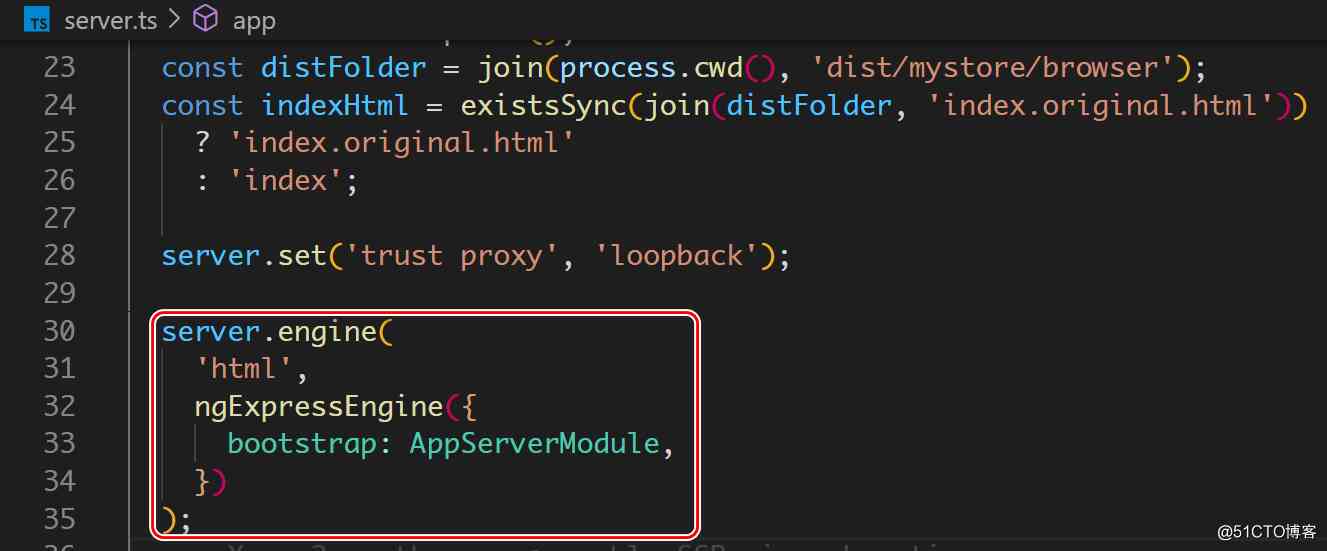 TS server.ts > app
23 const distFolder = join(process.cwd(), 'dist/mystore/browser');
24 const indexHtml = existsSync(join(distFolder, 'index.original.html'))
25 ? 'index.original.html'
26 : 'index';
27
28 server.set('trust proxy', 'loopback');
29
30 server.engine(
31 'html',
32 ngExpressEngine({
33 bootstrap: AppServerModule,
34 })
35 );
@51CTO博客